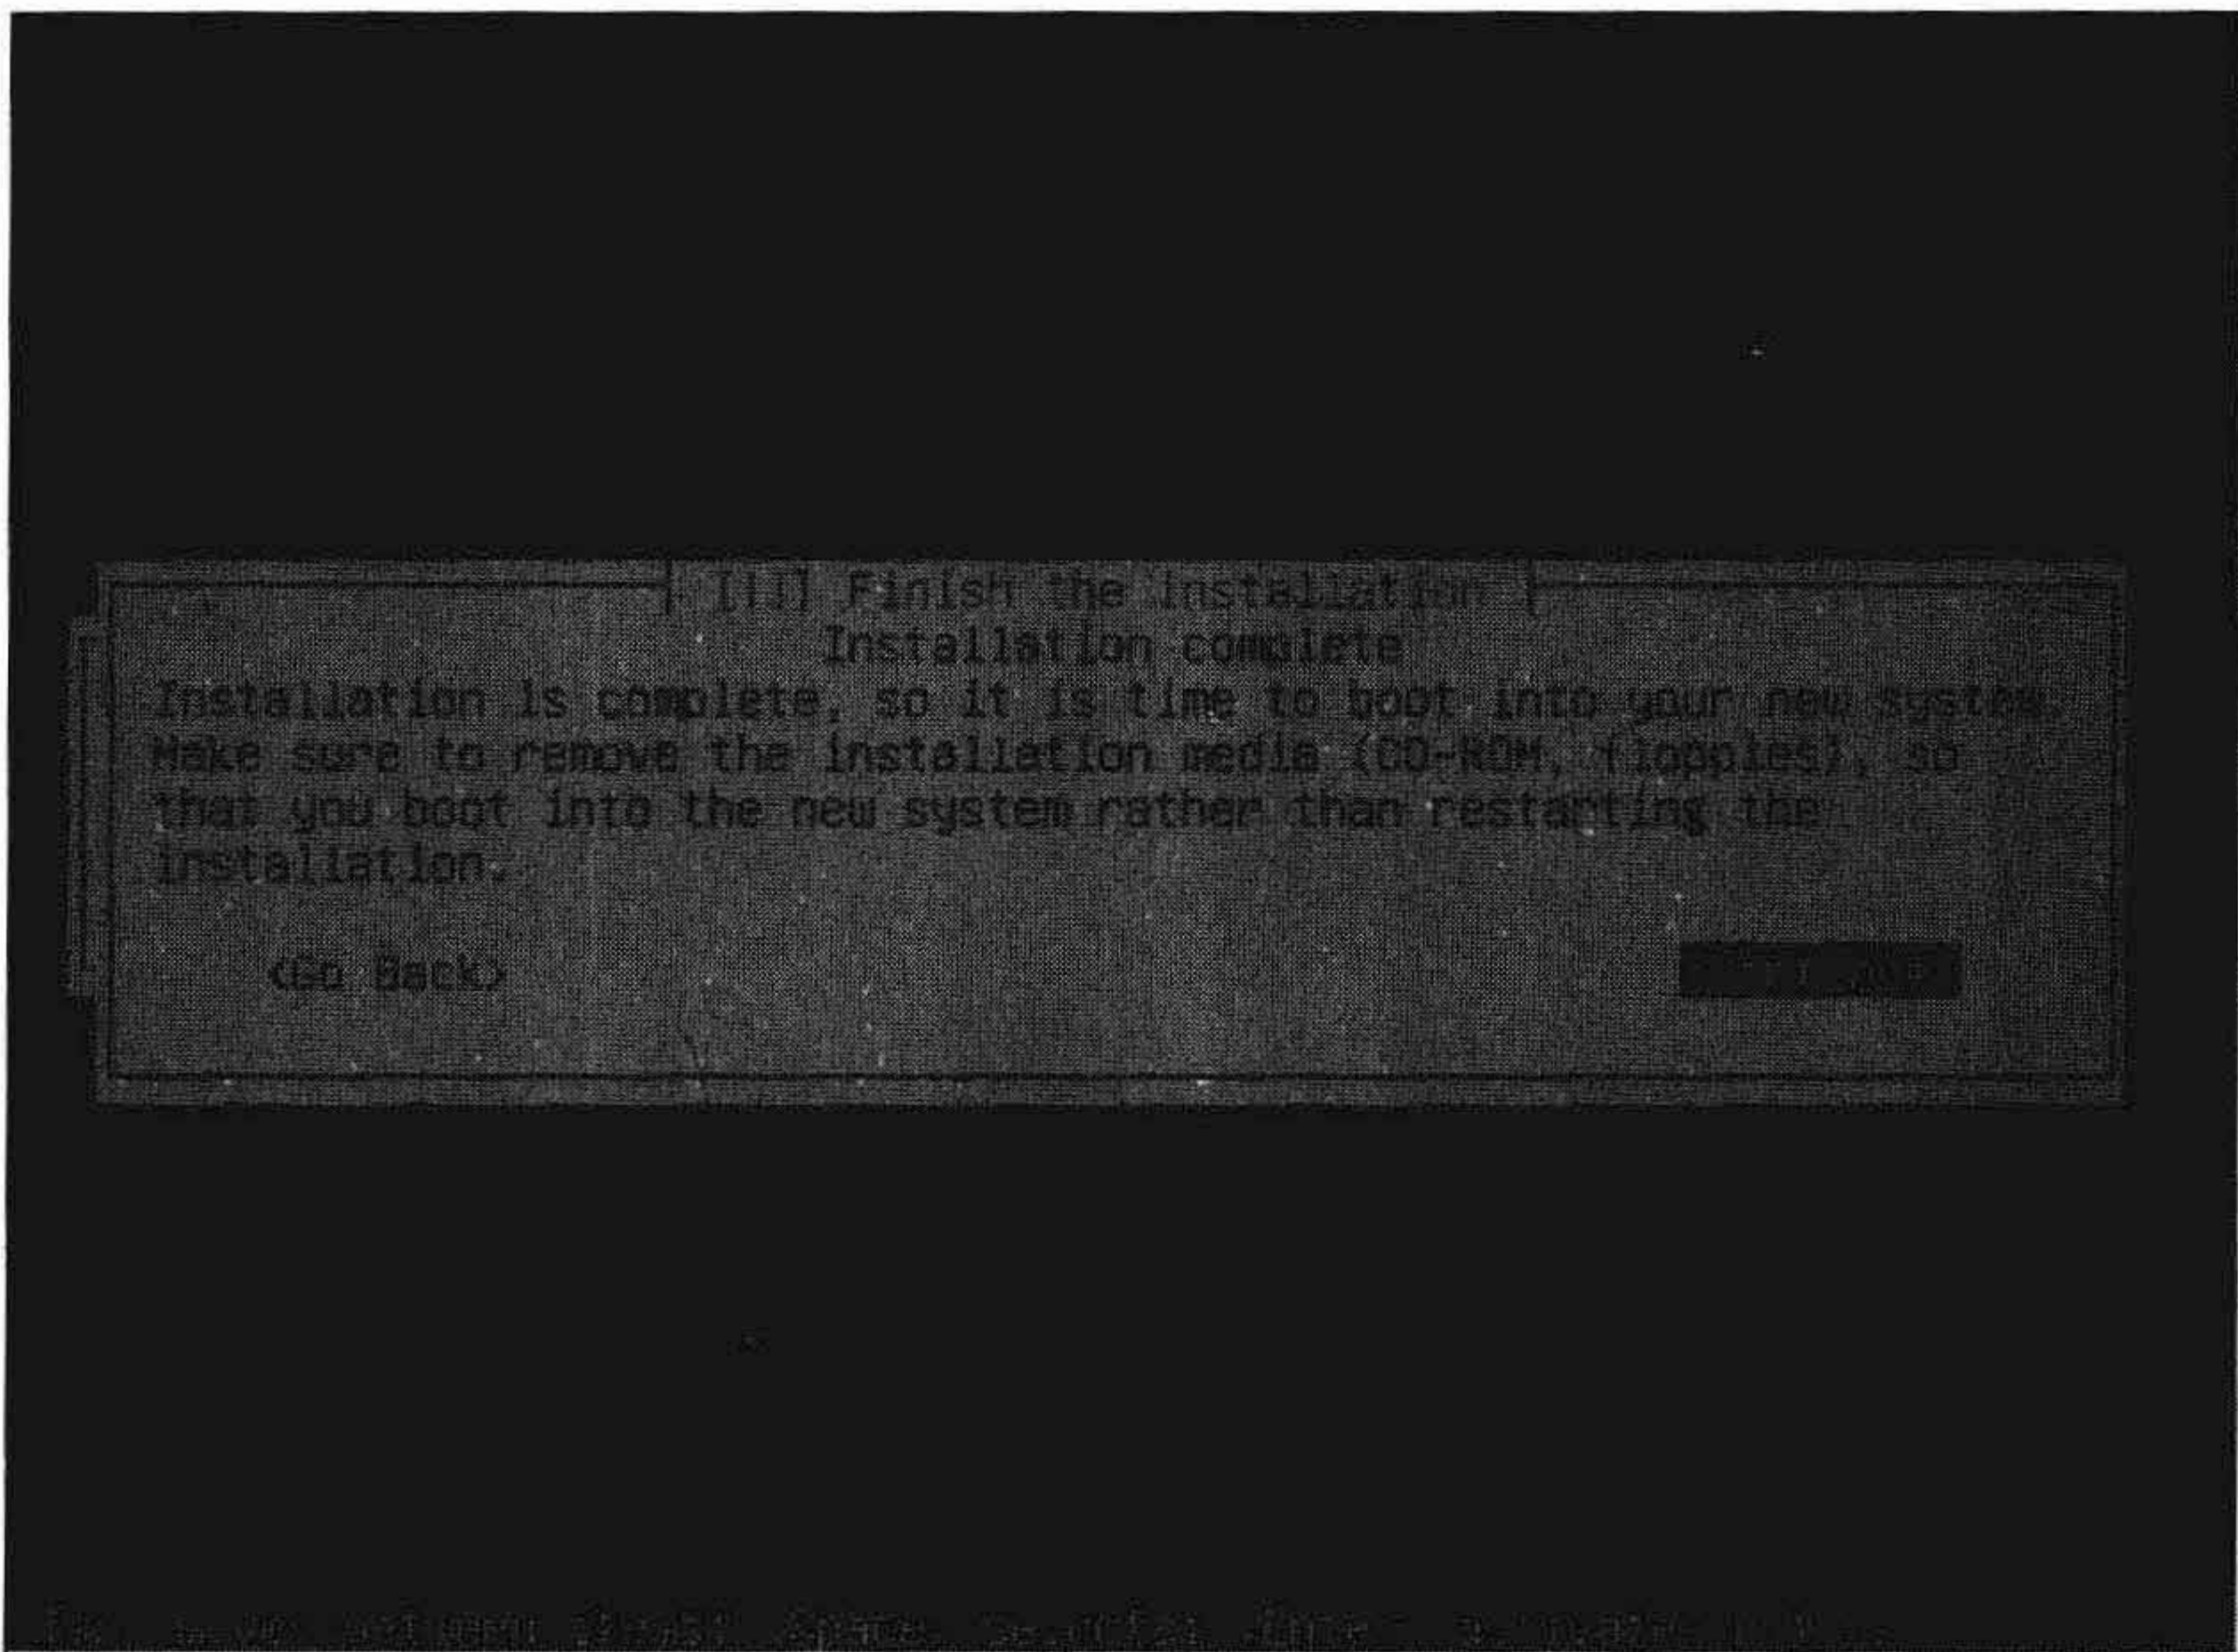 [!!] Finish the installation
Installation complete
Installation is complete, so it is time to boot into your new system.
Make sure to remove the installation media (CD-ROM, floppies), so
that you boot into the new system rather than restarting the
installation.
<Go Back>